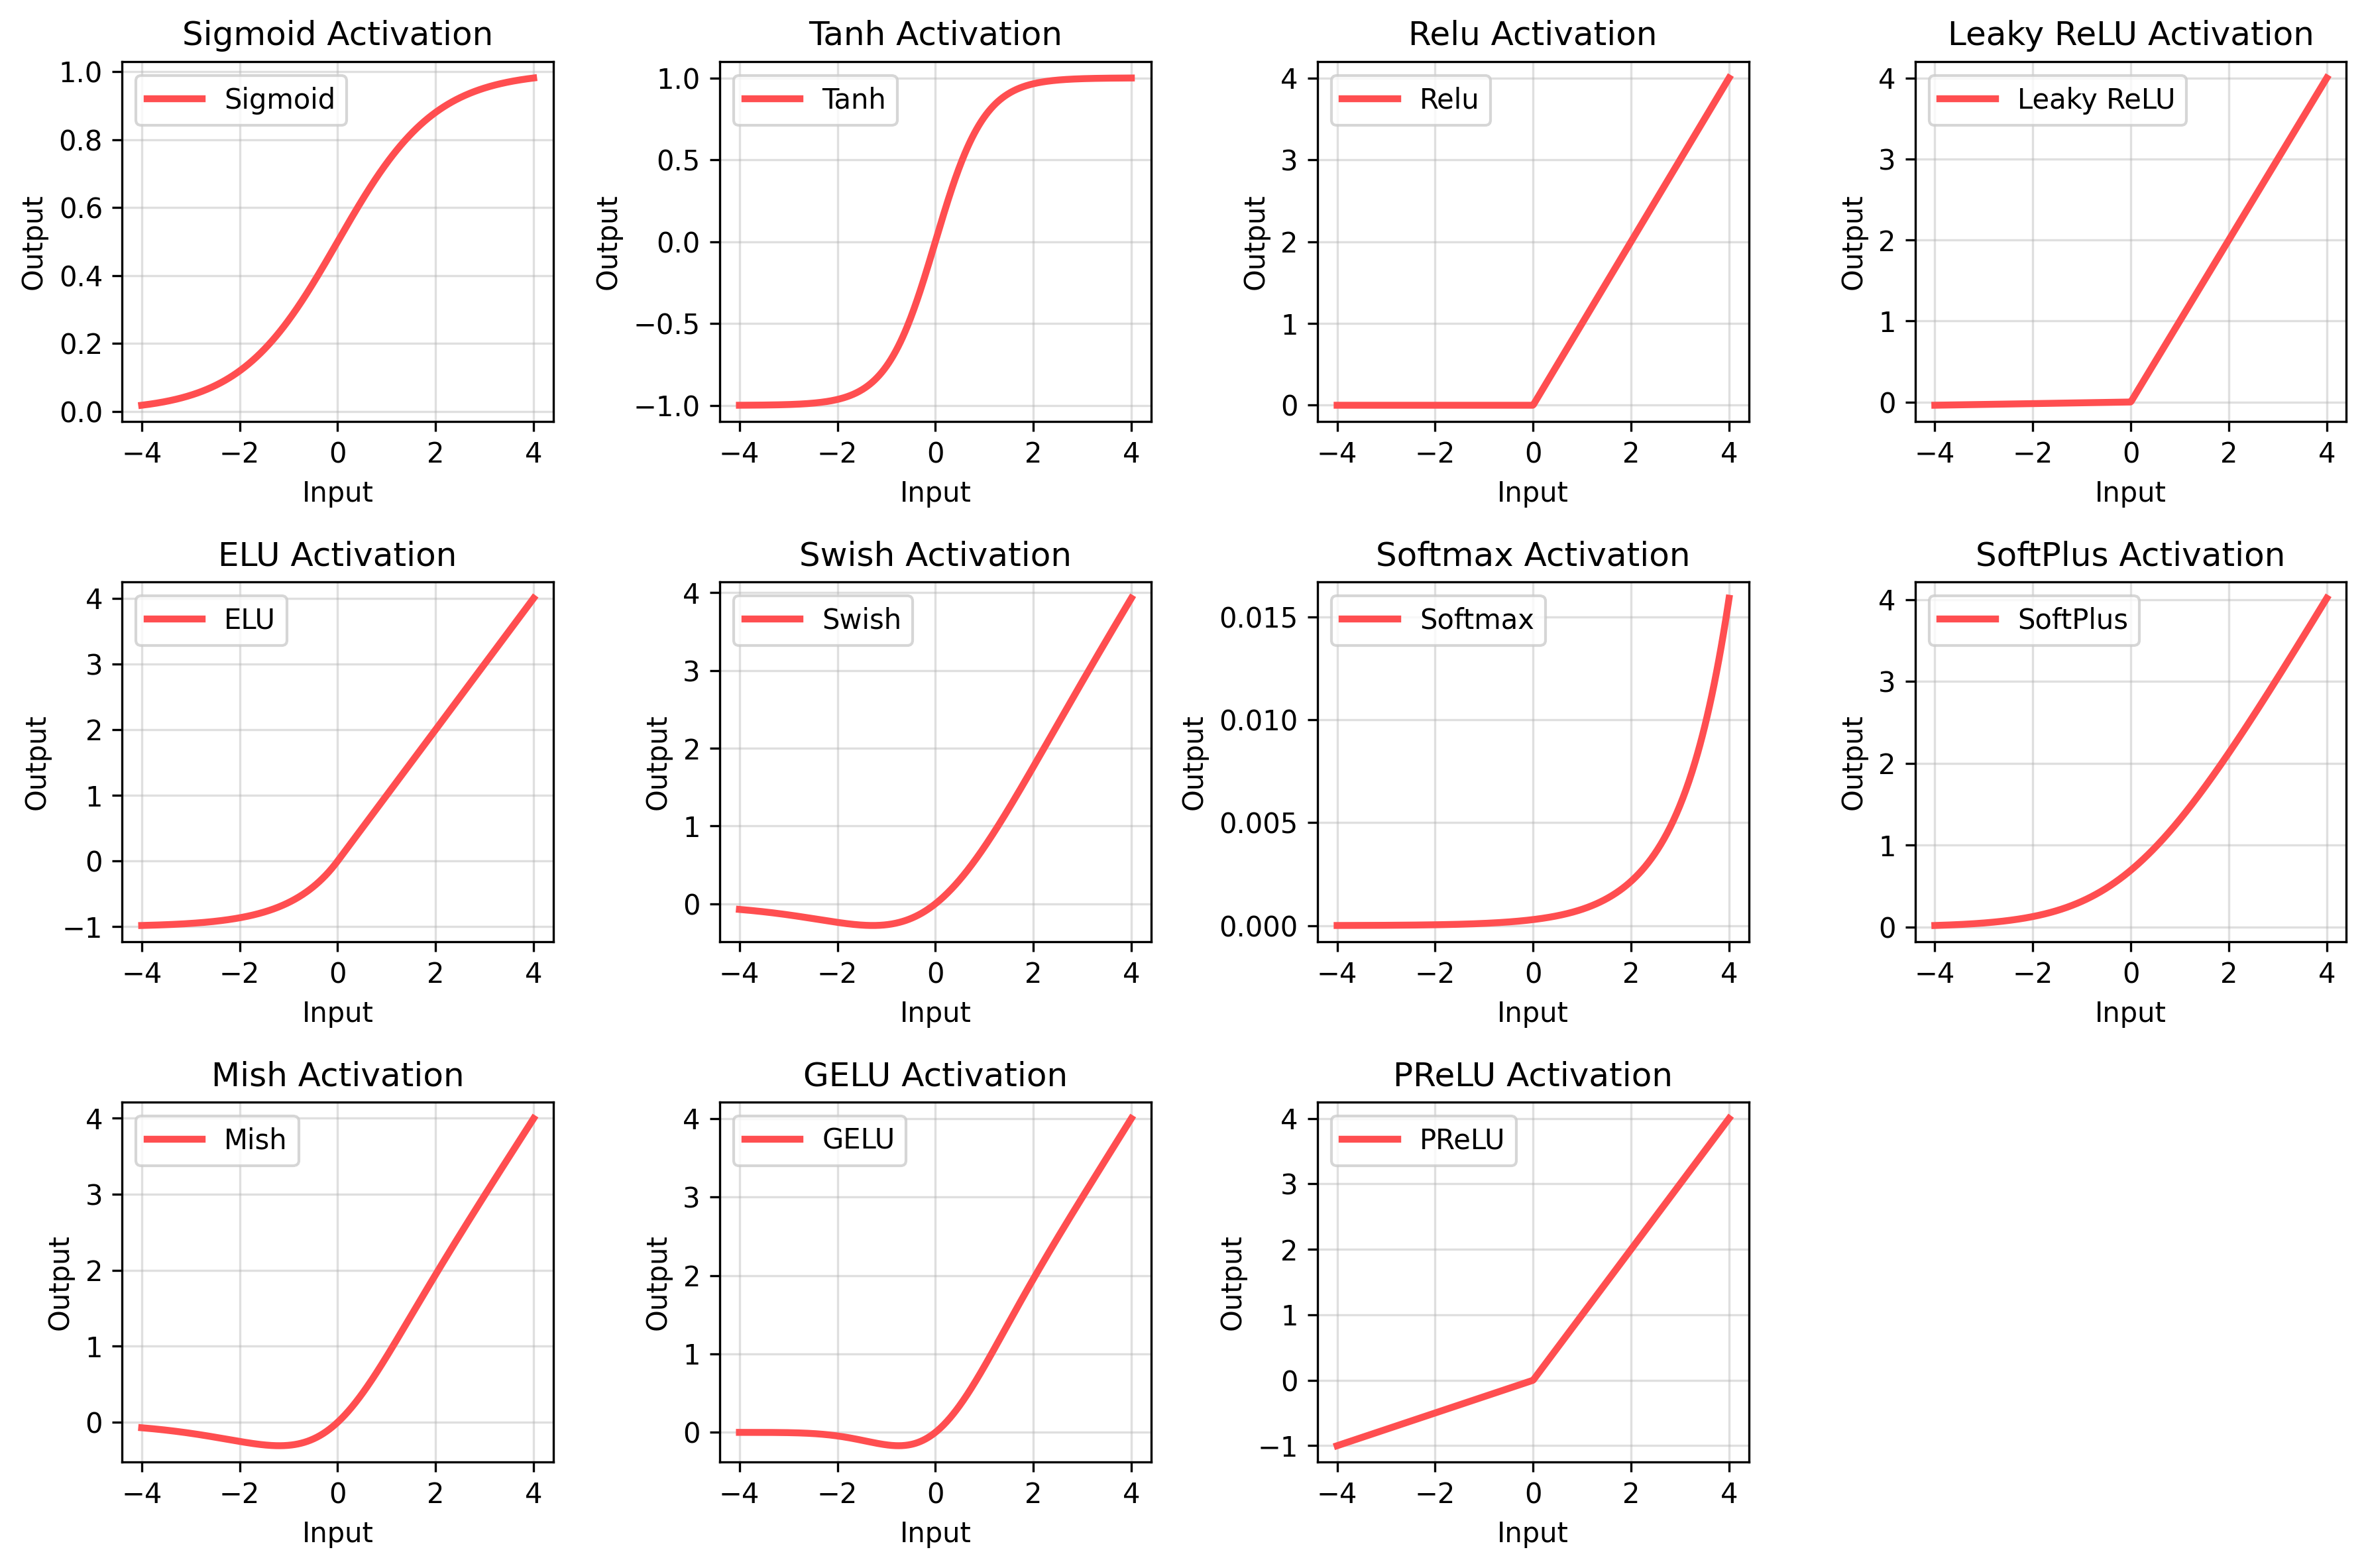 Sigmoid Activation
1.0
0.8
0.6
0.4
0.2
0.0
Output
Sigmoid
−4 −2 0 2 4
Input
Tanh Activation
1.0
0.5
0.0
−0.5
−1.0
Output
Tanh
−4 −2 0 2 4
Input
Relu Activation
4
3
2
1
0
Output
Relu
−4 −2 0 2 4
Input
Leaky ReLU Activation
4
3
2
1
0
Output
Leaky ReLU
−4 −2 0 2 4
Input
ELU Activation
4
3
2
1
0
−1
Output
ELU
−4 −2 0 2 4
Input
Swish Activation
4
3
2
1
0
Output
Swish
−4 −2 0 2 4
Input
Softmax Activation
0.015
0.010
0.005
0.000
Output
Softmax
−4 −2 0 2 4
Input
SoftPlus Activation
4
3
2
1
0
Output
SoftPlus
−4 −2 0 2 4
Input
Mish Activation
4
3
2
1
0
Output
Mish
−4 −2 0 2 4
Input
GELU Activation
4
3
2
1
0
Output
GELU
−4 −2 0 2 4
Input
PReLU Activation
4
3
2
1
0
−1
Output
PReLU
−4 −2 0 2 4
Input